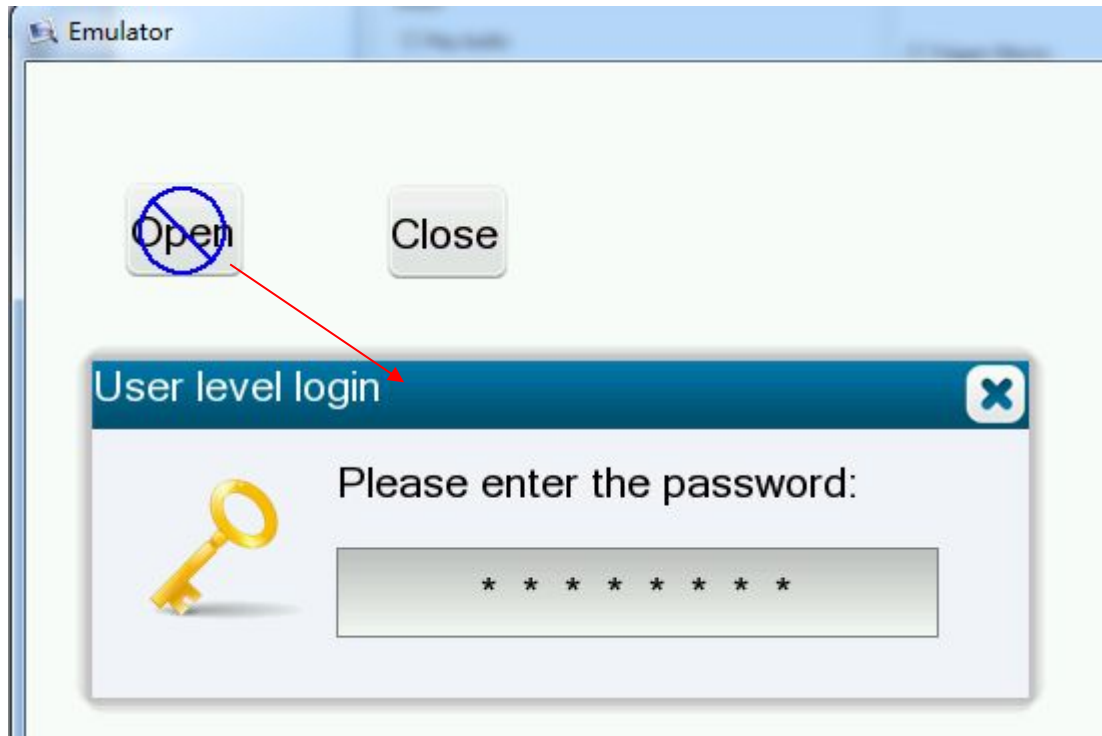 Emulator
Open
Close
User level login
Please enter the password:
* * * * * * * *